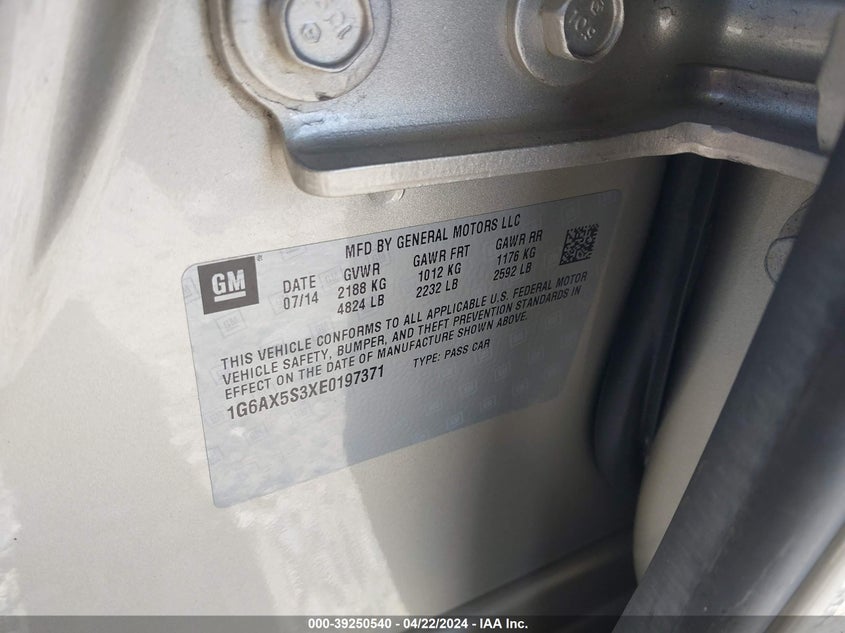 MFD BY GENERAL MOTORS LLC
GM
DATE GVWR GAWR FRT GAWR RR
07/14 2188 KG 1012 KG 1176 KG
4824 LB 2232 LB 2592 LB
THIS VEHICLE CONFORMS TO ALL APPLICABLE U.S. FEDERAL MOTOR
VEHICLE SAFETY, BUMPER, AND THEFT PREVENTION STANDARDS IN
EFFECT ON THE DATE OF MANUFACTURE SHOWN ABOVE.
1G6AX5S3XE0197371 TYPE: PASS CAR
000-39250540 - 04/22/2024 - IAA Inc.